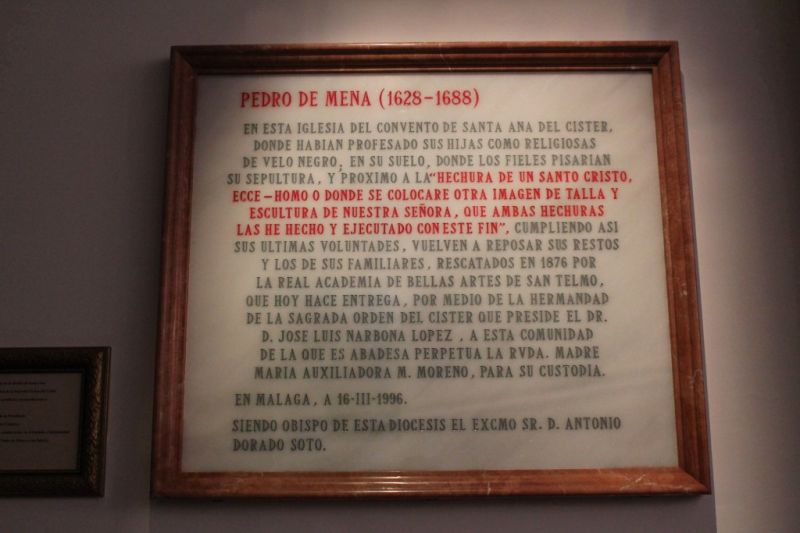 PEDRO DE MENA (1628-1688)
EN ESTA IGLESIA DEL CONVENTO DE SANTA ANA DEL CISTER,
DONDE HABIAN PROFESADO SUS HIJAS COMO RELIGIOSAS
DE VELO NEGRO, EN SU SUELO, DONDE LOS FIELES PISARIAN
SU SEPULTURA, Y PROXIMO A LA "HECHURA DE UN SANTO CRISTO,
ECCE-HOMO O DONDE SE COLOCARE OTRA IMAGEN DE TALLA Y
ESCULTURA DE NUESTRA SEÑORA, QUE AMBAS HECHURAS
LAS HE HECHO Y EJECUTADO CON ESTE FIN", CUMPLIENDO ASI
SUS ULTIMAS VOLUNTADES, VUELVEN A REPOSAR SUS RESTOS
Y LOS DE SUS FAMILIARES, RESCATADOS EN 1876 POR
LA REAL ACADEMIA DE BELLAS ARTES DE SAN TELMO,
QUE HOY HACE ENTREGA, POR MEDIO DE LA HERMANDAD
DE LA SAGRADA ORDEN DEL CISTER QUE PRESIDE EL DR.
D. JOSE LUIS NARBONA LOPEZ, A ESTA COMUNIDAD
DE LA QUE ES ABADESA PERPETUA LA RVDA. MADRE
MARIA AUXILIADORA M. MORENO, PARA SU CUSTODIA.
EN MALAGA, A 16-III-1996.
SIENDO OBISPO DE ESTA DIOCESIS EL EXCMO SR. D. ANTONIO
DORADO SOTO.